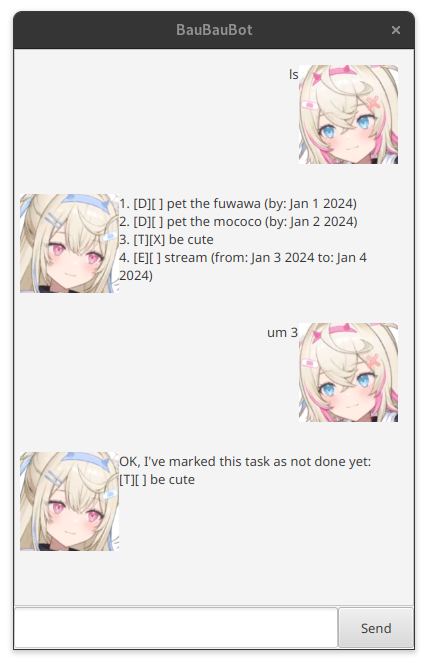 BauBauBot
ls
1. [D][ ] pet the fuwawa (by: Jan 1 2024)
2. [D][ ] pet the mococo (by: Jan 2 2024)
3. [T][X] be cute
4. [E][ ] stream (from: Jan 3 2024 to: Jan 4
2024)
um 3
OK, I've marked this task as not done yet:
[T][ ] be cute
Send